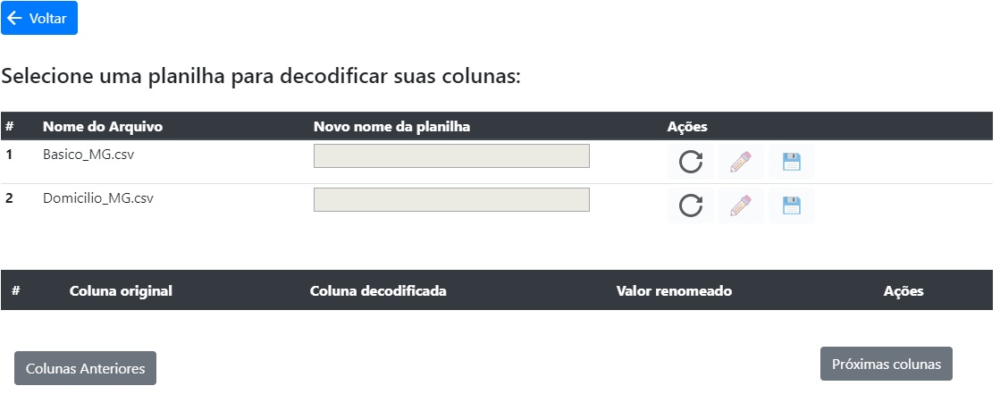 Voltar
Selecione uma planilha para decodificar suas colunas:
# Nome do Arquivo Novo nome da planilha Ações
1 Basico_MG.csv
2 Domicilio_MG.csv
# Coluna original Coluna decodificada Valor renomeado Ações
Colunas Anteriores Próximas colunas